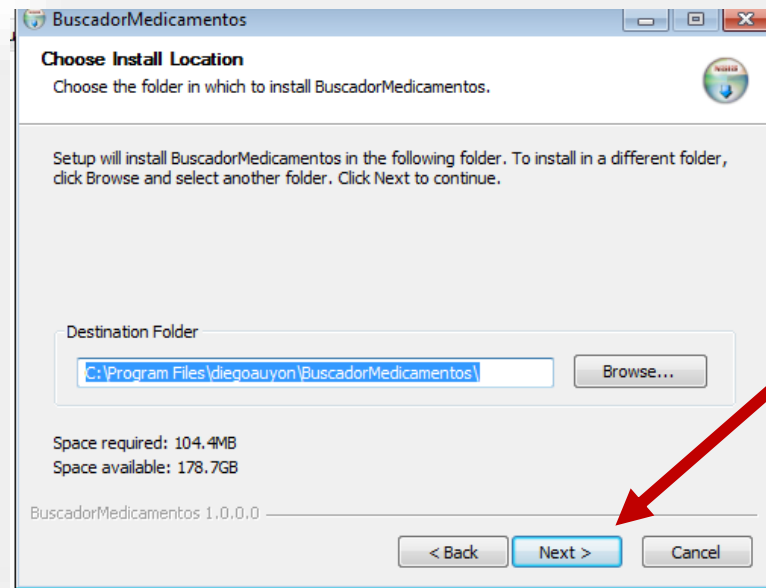 BuscadorMedicamentos
Choose Install Location
Choose the folder in which to install BuscadorMedicamentos.
Setup will install BuscadorMedicamentos in the following folder. To install in a different folder,
click Browse and select another folder. Click Next to continue.
Destination Folder
C:\Program Files\diegoauyon\BuscadorMedicamentos\
Browse...
Space required: 104.4MB
Space available: 178.7GB
BuscadorMedicamentos 1.0.0.0
< Back Next > Cancel